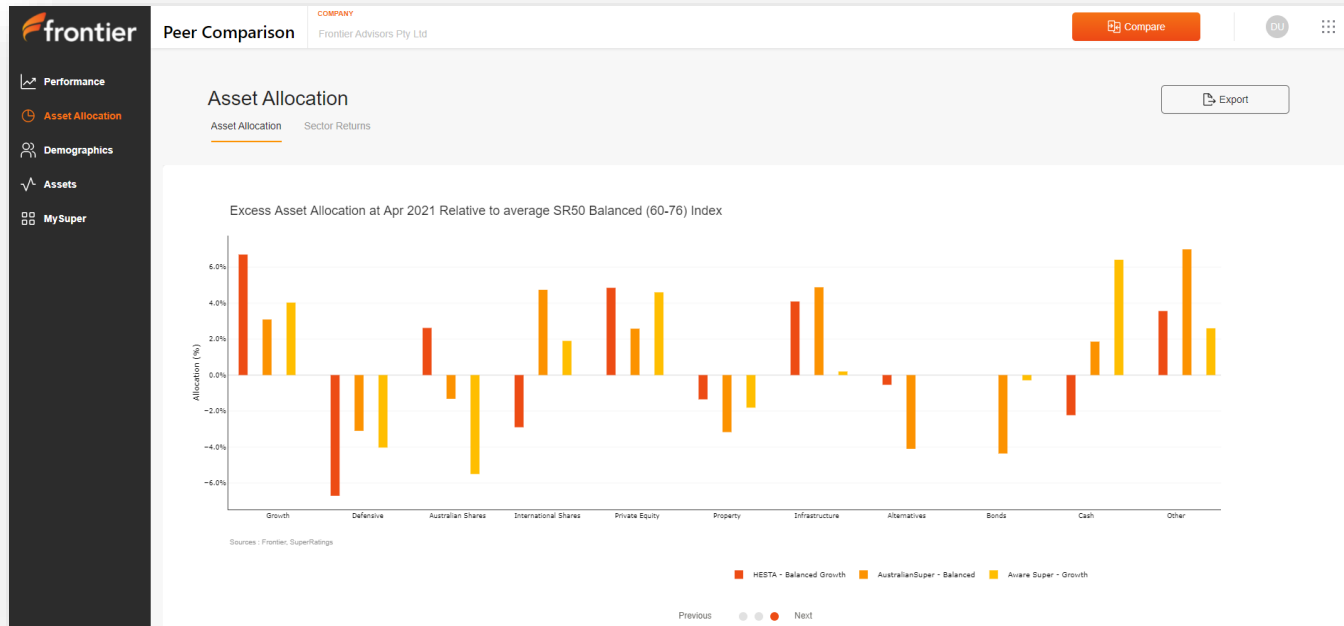 frontier
Peer Comparison
COMPANY
Frontier Advisors Pty Ltd
Compare
DU
Performance
Asset Allocation
Demographics
Assets
MySuper
Asset Allocation
Export
Asset Allocation Sector Returns
Excess Asset Allocation at Apr 2021 Relative to average SR50 Balanced (60-76) Index
Allocation (%)
6.0%
4.0%
2.0%
0.0%
−2.0%
−4.0%
−6.0%
Growth Defensive Australian Shares International Shares Private Equity Property Infrastructure Alternatives Bonds Cash Other
Sources : Frontier, SuperRatings
HESTA - Balanced Growth AustralianSuper - Balanced Aware Super - Growth
Previous Next